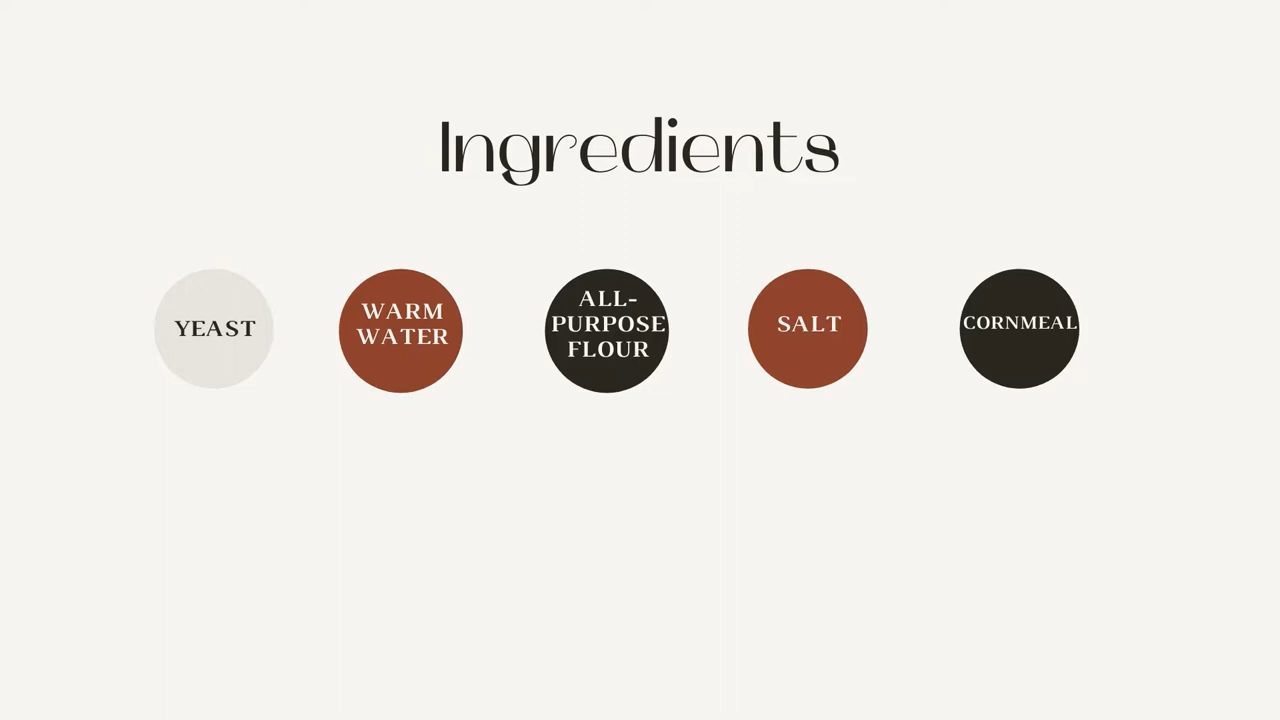 Ingredients
YEAST
WARM
WATER
ALL-
PURPOSE
FLOUR
SALT
CORNMEAL